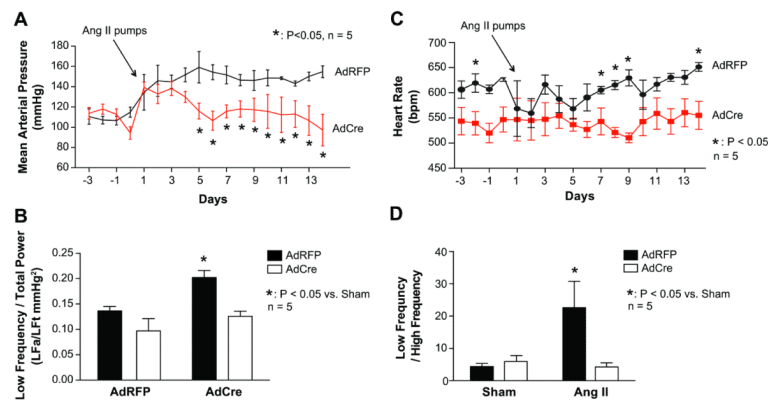 A
Ang II pumps
*: P<0.05, n = 5
Mean Arterial Pressure
(mmHg)
180
160
140
120
100
80
60
AdRFP
AdCre
* * * * * * * * * *
-3 -1 1 3 5 7 9 11 13
Days
B
Low Frequency / Total Power
(LFa/LFt mmHg²)
0.25
0.20
0.15
0.10
0.05
0.00
*
AdRFP
AdCre
*: P < 0.05 vs. Sham
n = 5
AdRFP AdCre
C
Ang II pumps
Heart Rate
(bpm)
700
650
600
550
500
450
* * * * *
AdRFP
AdCre
*: P < 0.05
n = 5
-3 -1 1 3 5 7 9 11 13
Days
D
Low Frequncy
/ High Frequency
40
30
20
10
0
*
AdRFP
AdCre
*: P < 0.05 vs. Sham
n = 5
Sham Ang II